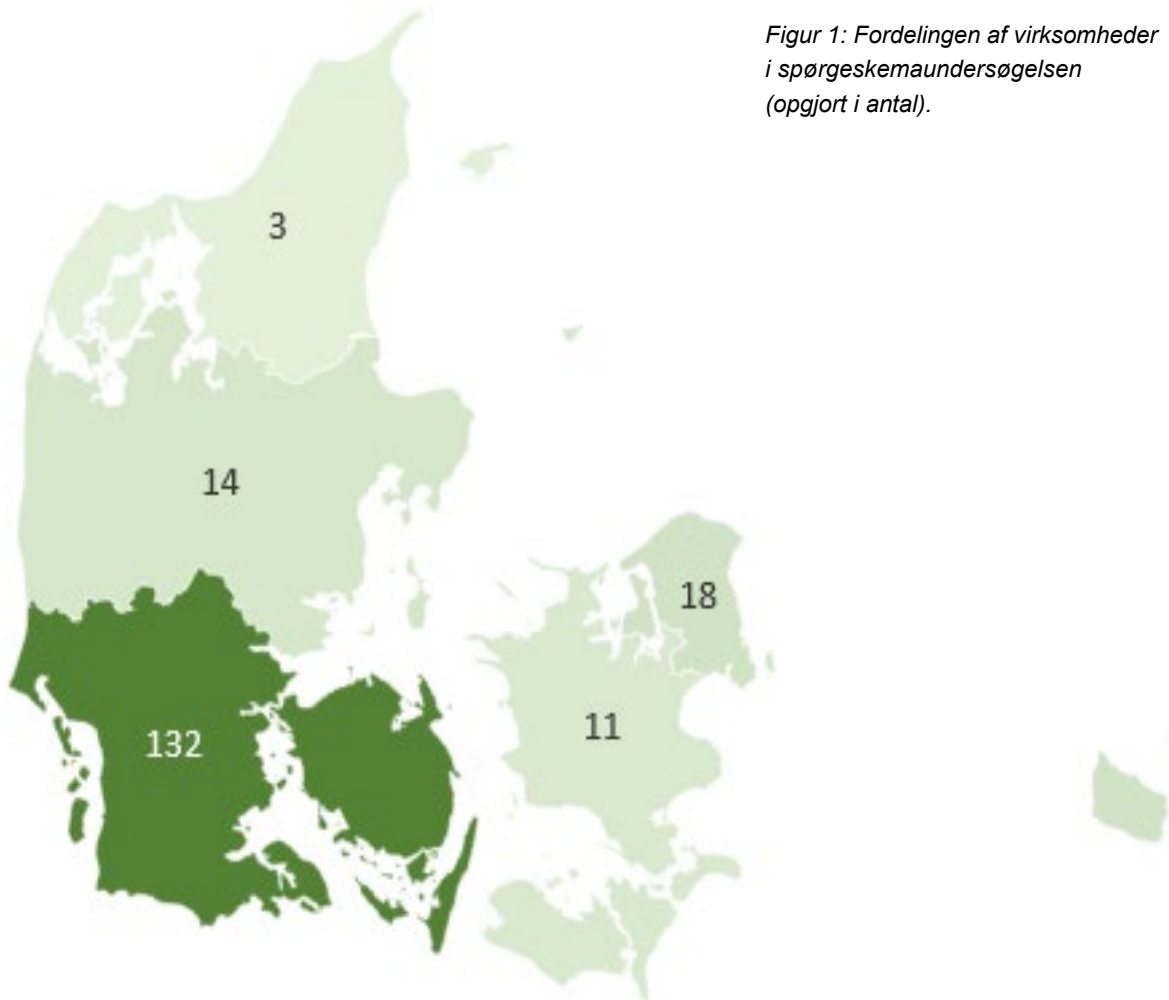 Figur 1: Fordelingen af virksomheder
i spørgeskemaundersøgelsen
(opgjort i antal).
3
14
18
11
132